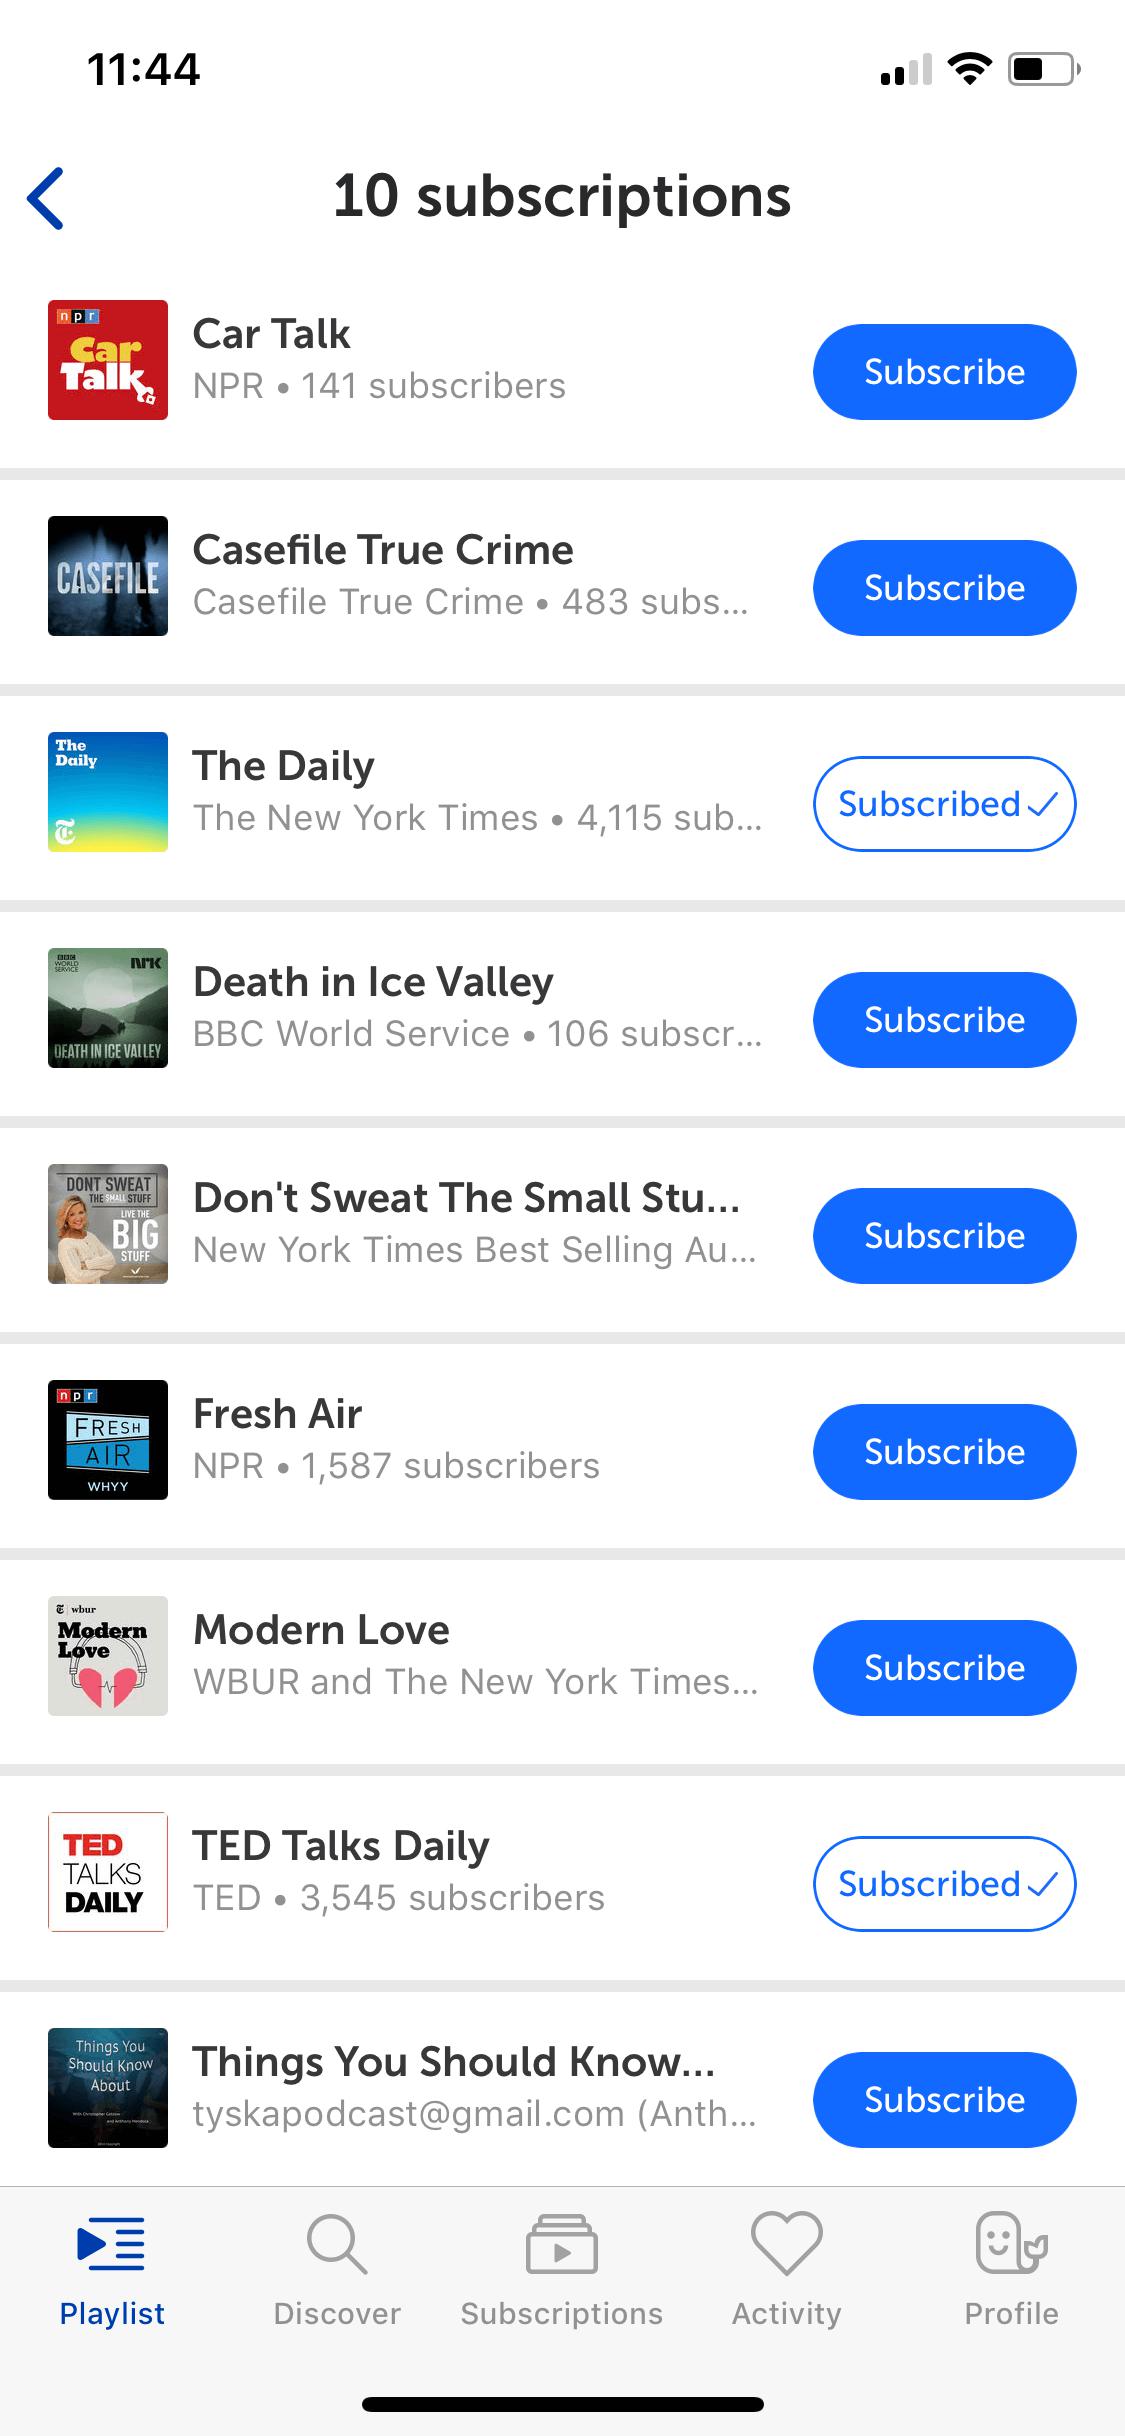 11:44
10 subscriptions
npr
Car
Talk
Car Talk
NPR • 141 subscribers
Subscribe
CASEFILE
Casefile True Crime
Casefile True Crime • 483 subs...
Subscribe
The
Daily
The Daily
The New York Times • 4,115 sub...
Subscribed
BBC
WORLD
SERVICE
NRK
DEATH IN ICE VALLEY
Death in Ice Valley
BBC World Service • 106 subscr...
Subscribe
DONT SWEAT
THE SMALL STUFF
LIVE THE
BIG
STUFF
Don't Sweat The Small Stu...
New York Times Best Selling Au...
Subscribe
npr
FRESH
AIR
WHYY
Fresh Air
NPR • 1,587 subscribers
Subscribe
wbur
Modern
Love
Modern Love
WBUR and The New York Times...
Subscribe
TED
TALKS
DAILY
TED Talks Daily
TED • 3,545 subscribers
Subscribed
Things You
Should Know
About
Things You Should Know...
tyskapodcast@gmail.com (Anth...
Subscribe
Playlist
Discover
Subscriptions
Activity
Profile